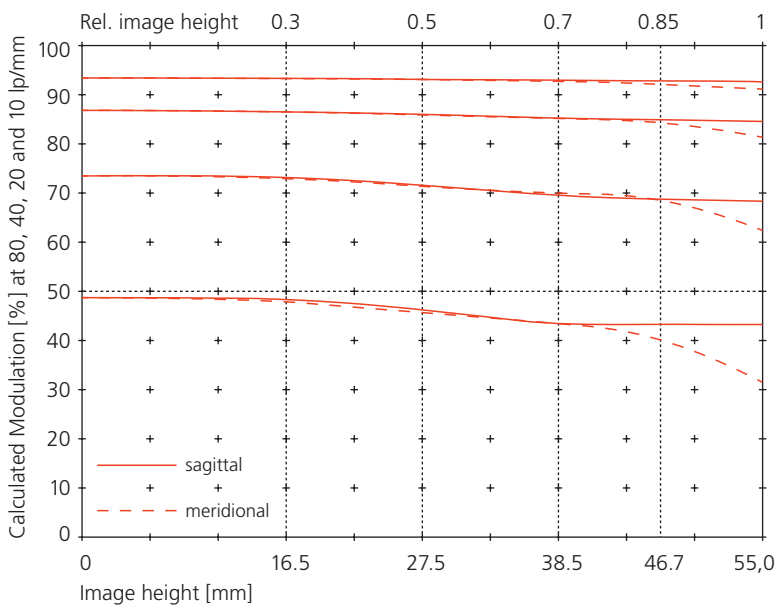 Rel. image height 0.3 0.5 0.7 0.85 1
Calculated Modulation [%] at 80, 40, 20 and 10 lp/mm
100
90
80
70
60
50
40
30
20
10
0
sagittal
meridional
0 16.5 27.5 38.5 46.7 55,0
Image height [mm]